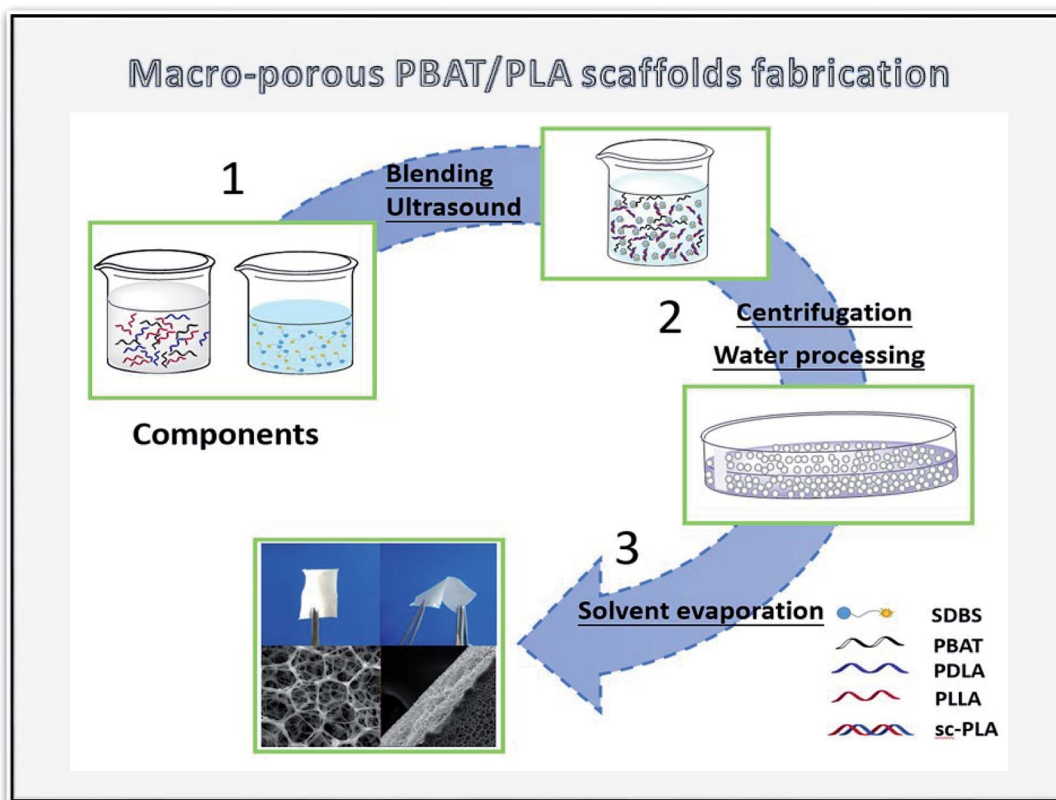 Macro-porous PBAT/PLA scaffolds fabrication
1
Blending
Ultrasound
Components
2
Centrifugation
Water processing
3
Solvent evaporation
SDBS
PBAT
PDLA
PLLA
sc-PLA